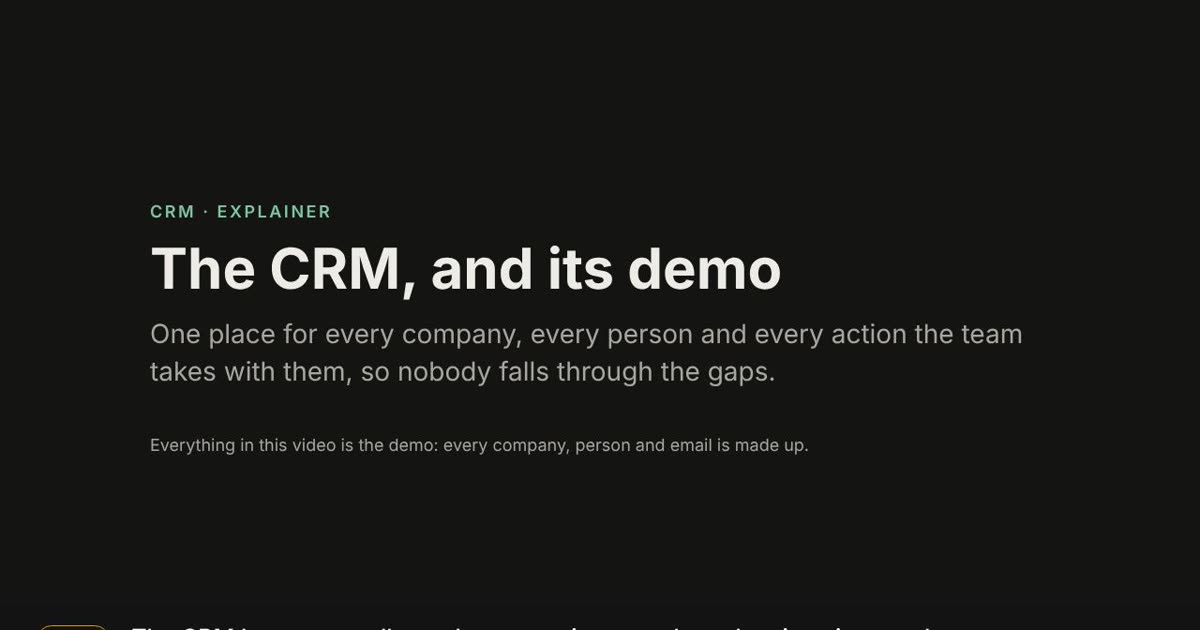 CRM · EXPLAINER
The CRM, and its demo
One place for every company, every person and every action the team
takes with them, so nobody falls through the gaps.
Everything in this video is the demo: every company, person and email is made up.
The CRM